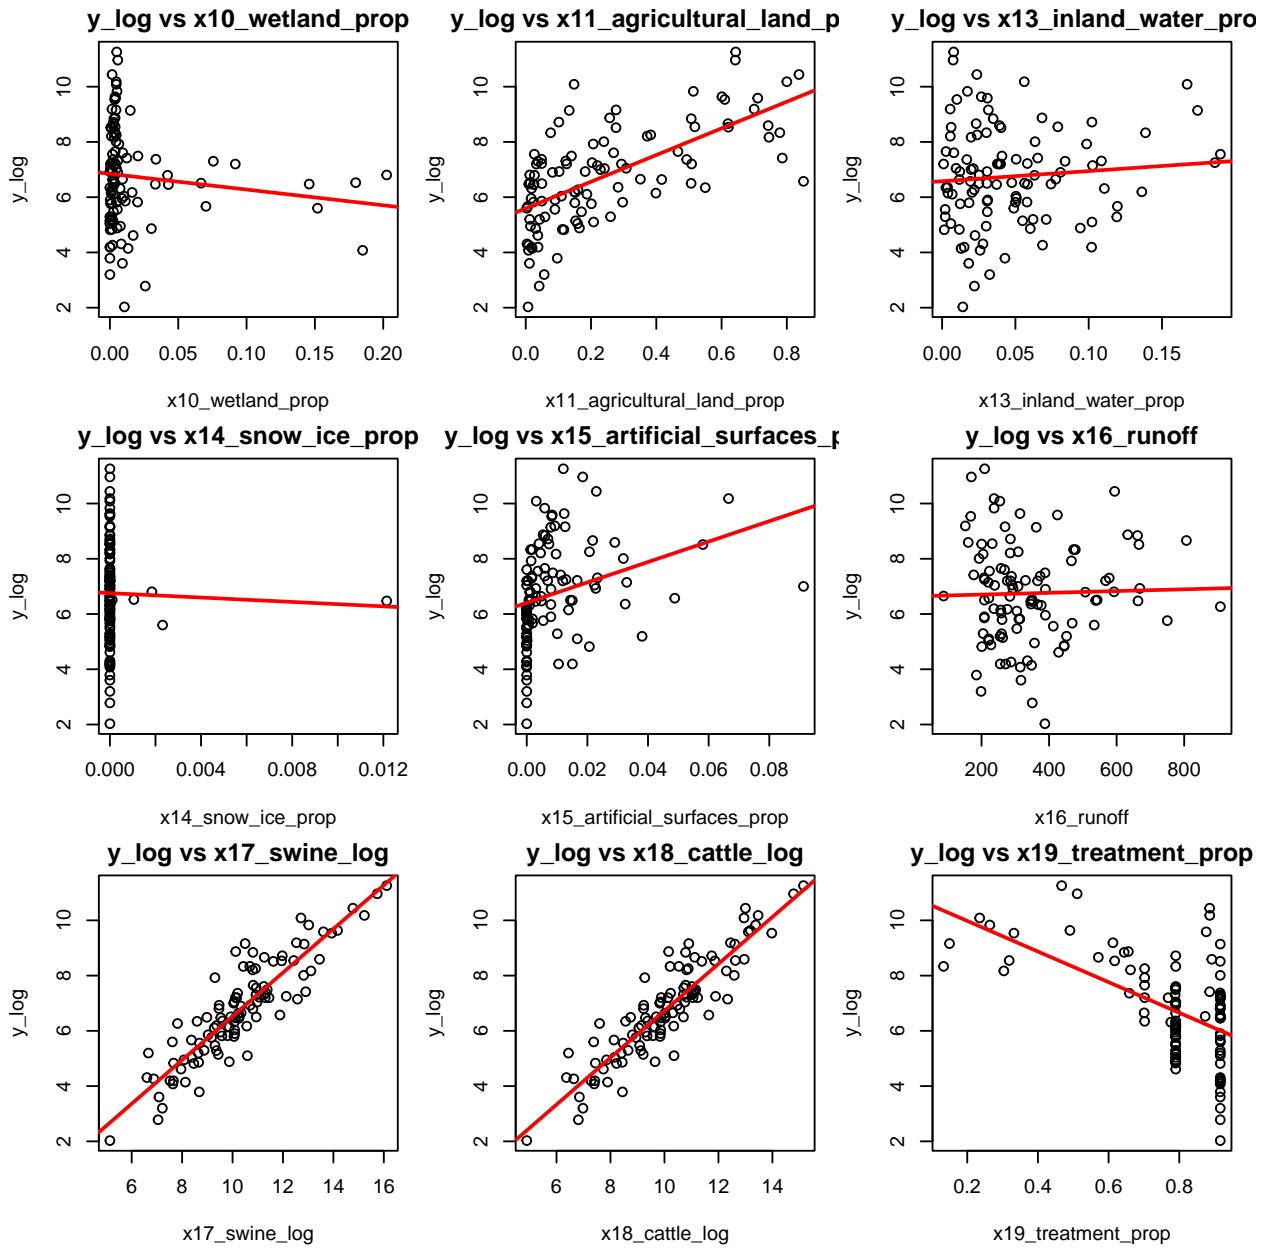 y_log vs x10_wetland_prop
y_log
10
8
6
4
2
0.00 0.05 0.10 0.15 0.20
x10_wetland_prop
y_log vs x11_agricultural_land_p
y_log
10
8
6
4
2
0.0 0.2 0.4 0.6 0.8
x11_agricultural_land_prop
y_log vs x13_inland_water_pro
y_log
10
8
6
4
2
0.00 0.05 0.10 0.15
x13_inland_water_prop
y_log vs x14_snow_ice_prop
y_log
10
8
6
4
2
0.000 0.004 0.008 0.012
x14_snow_ice_prop
y_log vs x15_artificial_surfaces_p
y_log
10
8
6
4
2
0.00 0.02 0.04 0.06 0.08
x15_artificial_surfaces_prop
y_log vs x16_runoff
y_log
10
8
6
4
2
200 400 600 800
x16_runoff
y_log vs x17_swine_log
y_log
10
8
6
4
2
6 8 10 12 14 16
x17_swine_log
y_log vs x18_cattle_log
y_log
10
8
6
4
2
6 8 10 12 14
x18_cattle_log
y_log vs x19_treatment_prop
y_log
10
8
6
4
2
0.2 0.4 0.6 0.8
x19_treatment_prop